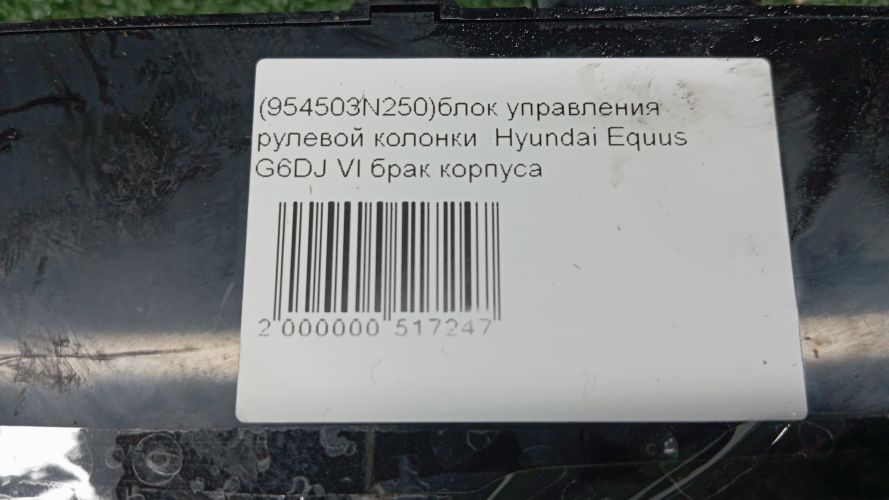 (954503N250)блок управления
рулевой колонки Hyundai Equus
G6DJ VI брак корпуса
2 000000 517247